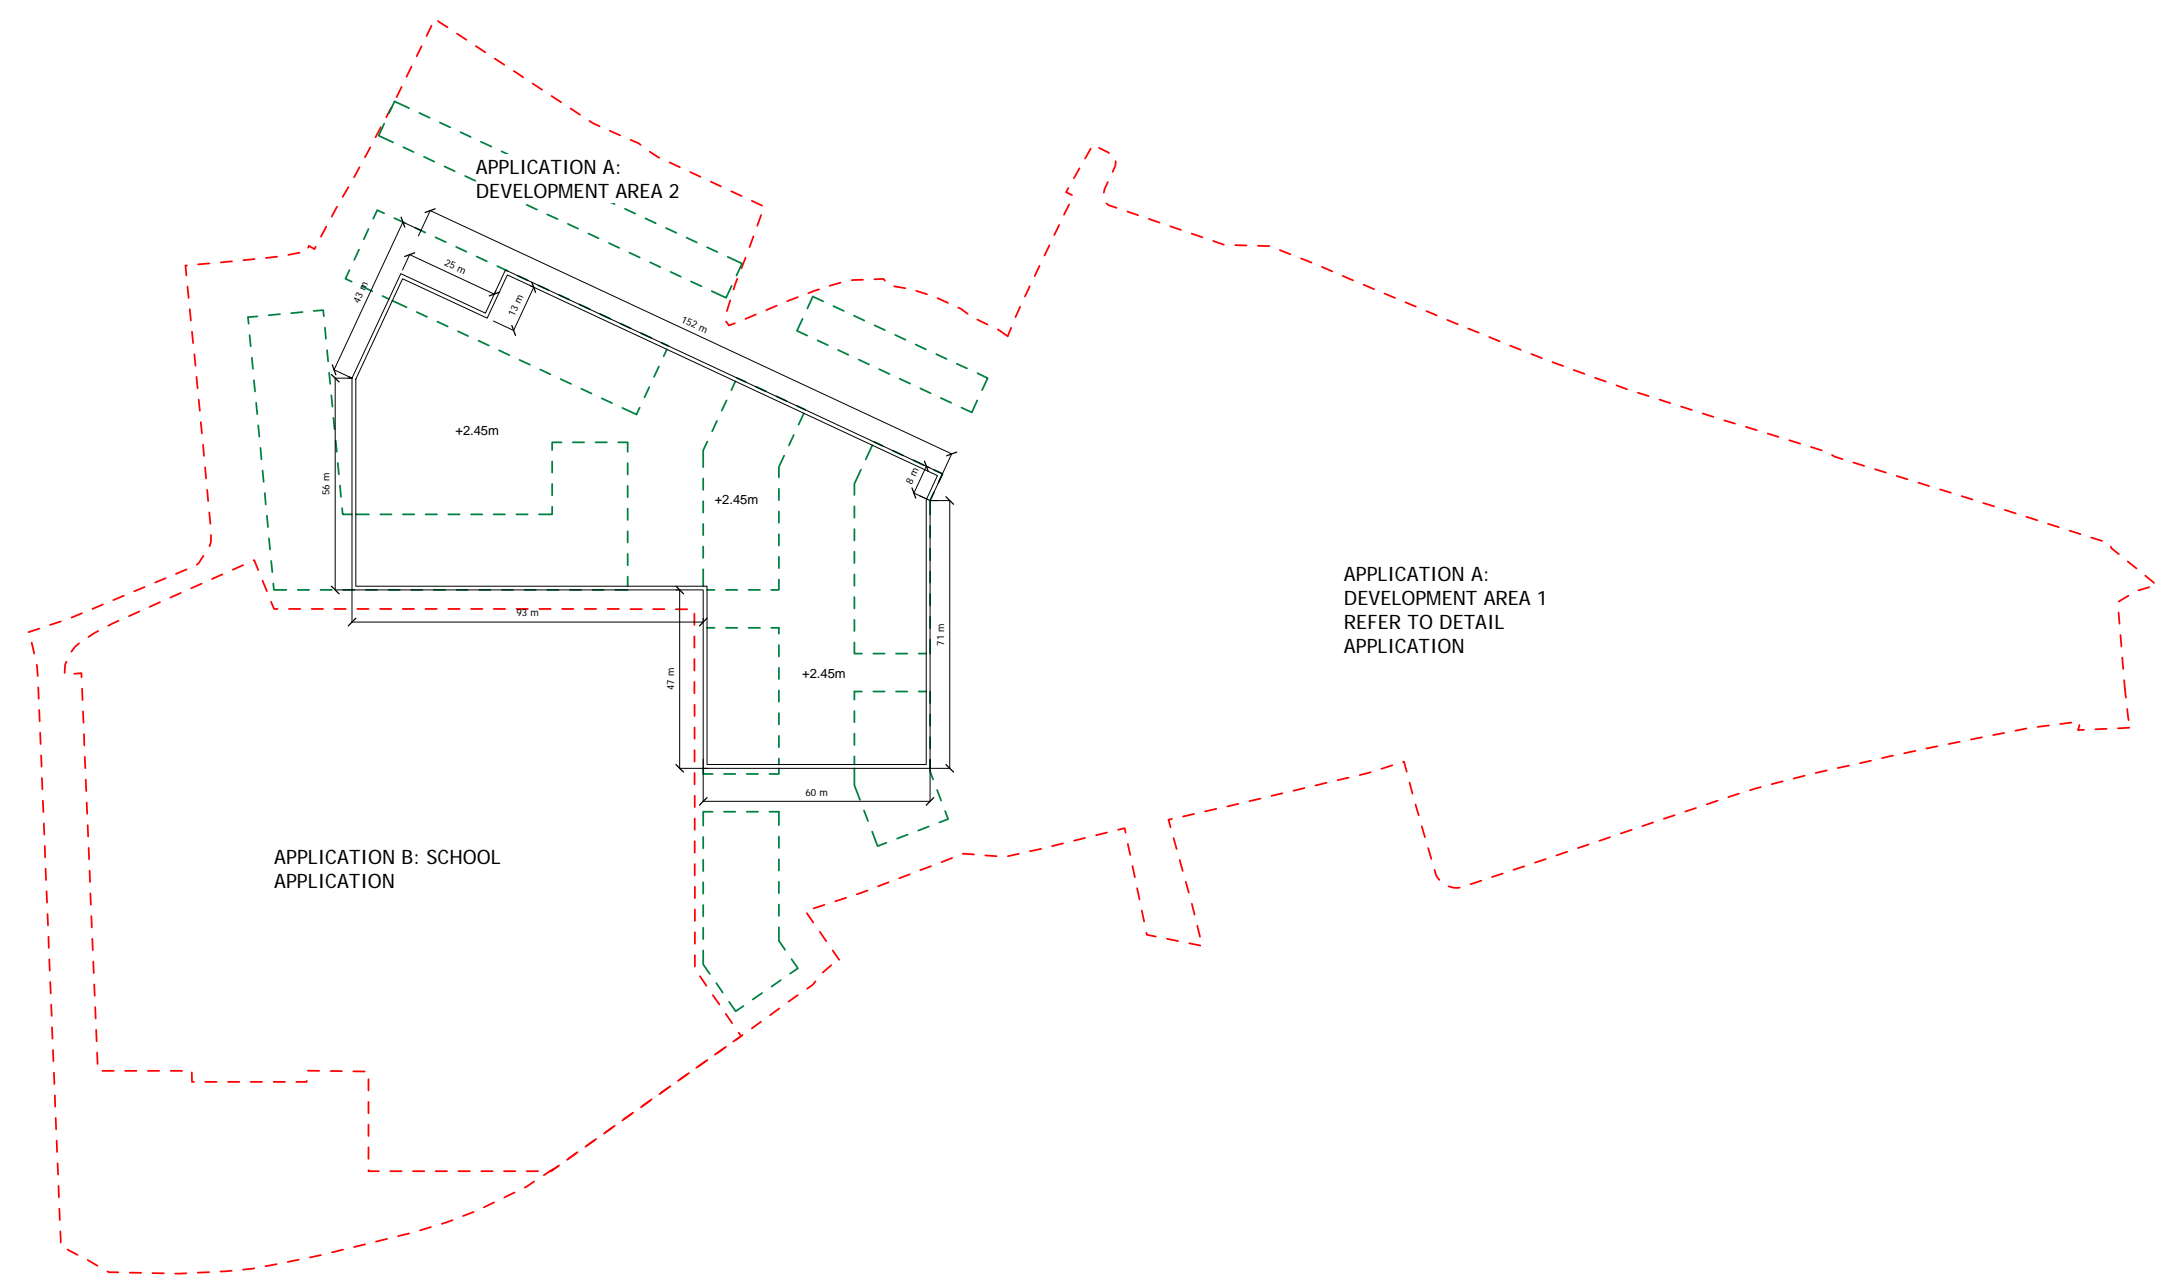 APPLICATION A:
DEVELOPMENT AREA 2
25 m
43 m
13 m
152 m
+2.45m
8 m
56 m
+2.45m
APPLICATION A:
DEVELOPMENT AREA 1
REFER TO DETAIL
APPLICATION
93 m
71 m
47 m
+2.45m
60 m
APPLICATION B: SCHOOL
APPLICATION